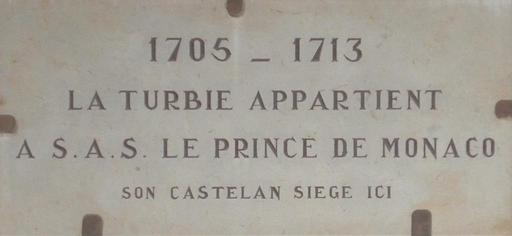 1705 – 1713
LA TURBIE APPARTIENT
A S.A.S. LE PRINCE DE MONACO
SON CASTELAN SIEGE ICI